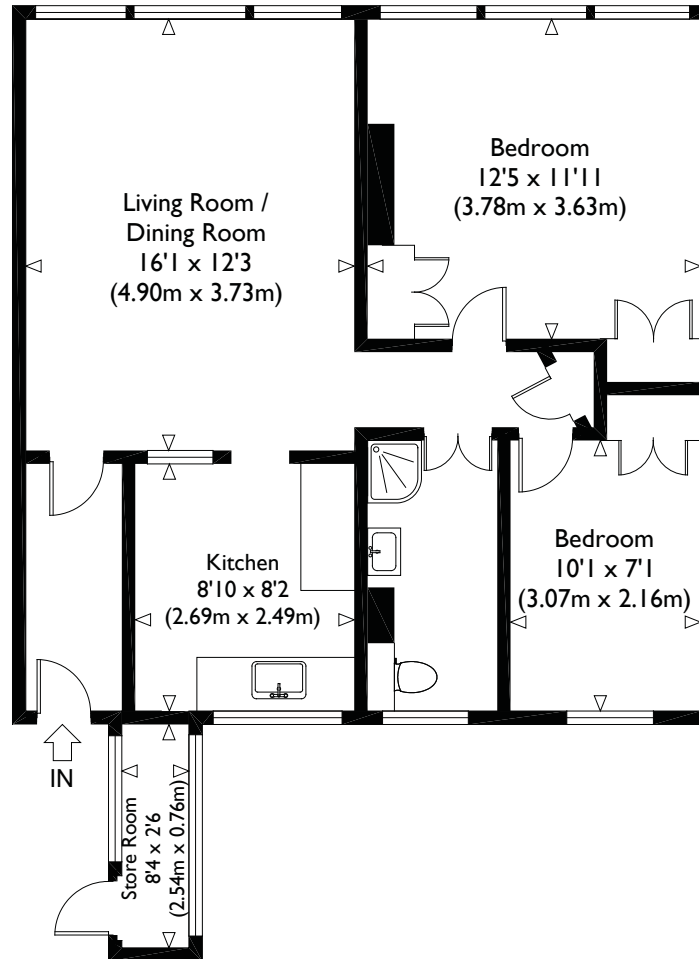 Living Room /
Dining Room
16'1 x 12'3
(4.90m x 3.73m)
Bedroom
12'5 x 11'11
(3.78m x 3.63m)
Kitchen
8'10 x 8'2
(2.69m x 2.49m)
Bedroom
10'1 x 7'1
(3.07m x 2.16m)
IN
Store Room
8'4 x 2'6
(2.54m x 0.76m)